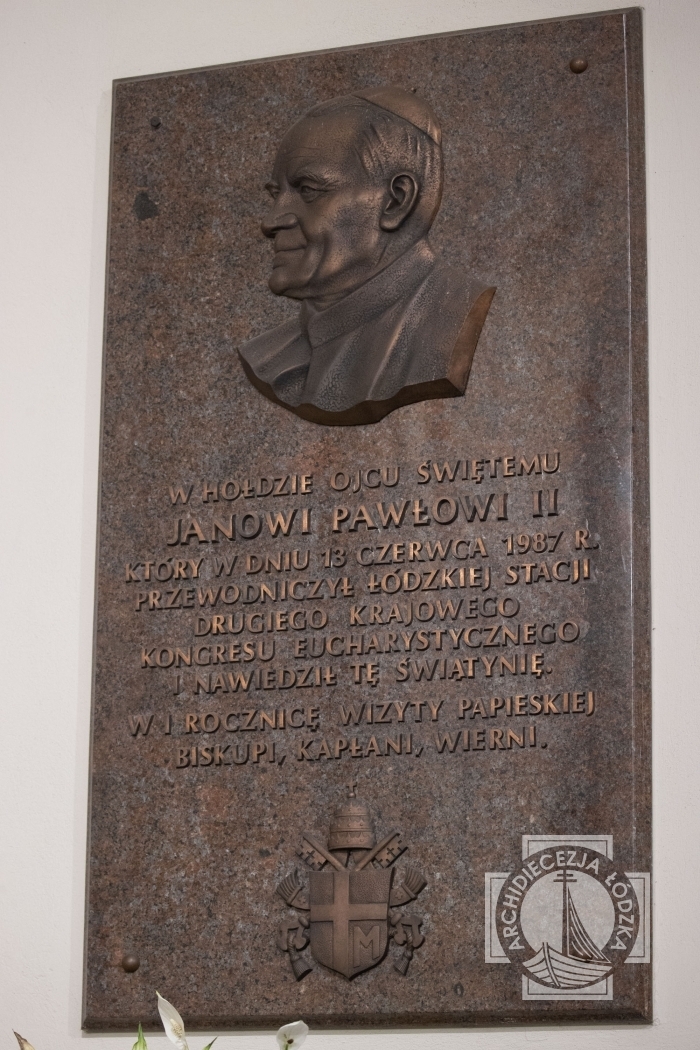 W HOŁDZIE OJCU ŚWIĘTEMU
JANOWI PAWŁOWI II
KTÓRY W DNIU 13 CZERWCA 1987 R.
PRZEWODNICZYŁ ŁÓDZKIEJ STACJI
DRUGIEGO KRAJOWEGO
KONGRESU EUCHARYSTYCZNEGO
I NAWIEDZIŁ TĘ ŚWIĄTYNIĘ.
W I ROCZNICĘ WIZYTY PAPIESKIEJ
BISKUPI, KAPŁANI, WIERNI.
M
ARCHIDIECEZJA ŁÓDZKA